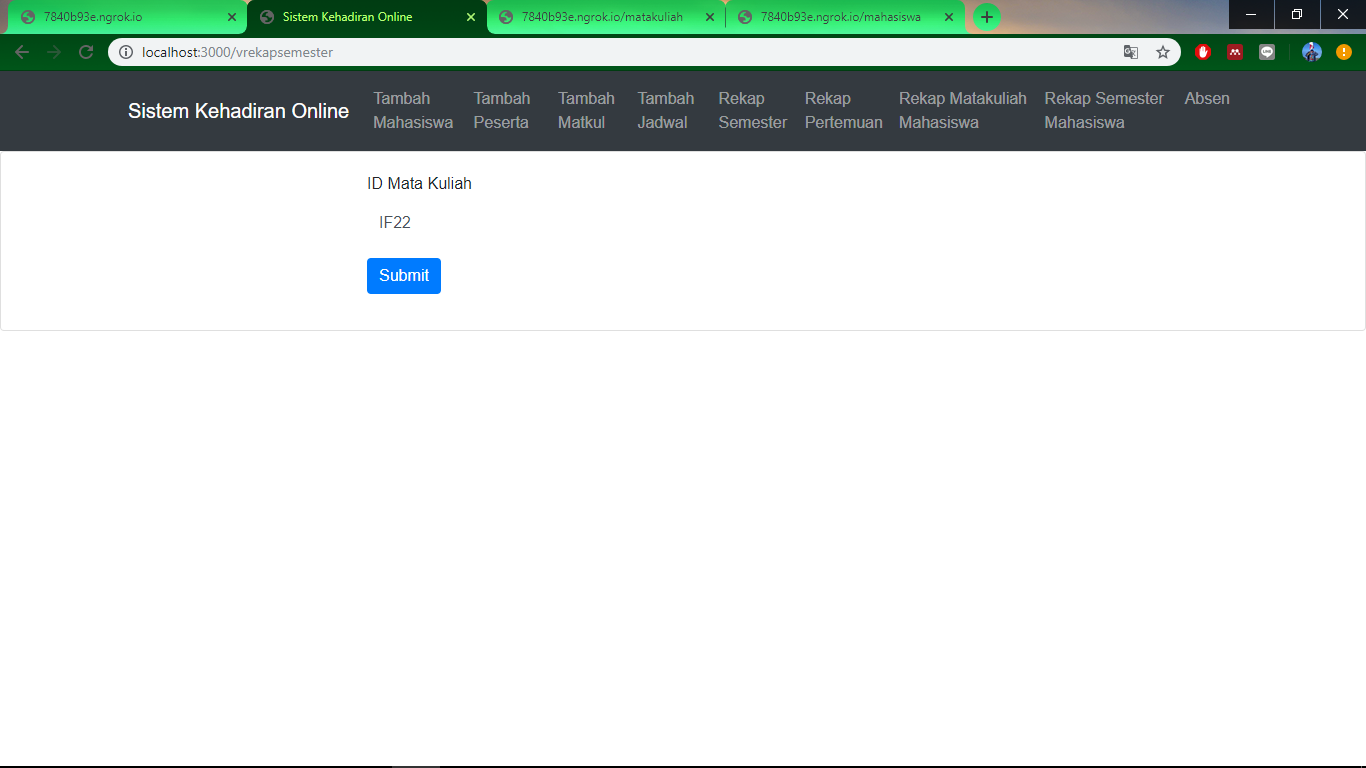 7840b93e.ngrok.io
Sistem Kehadiran Online
7840b93e.ngrok.io/matakuliah
7840b93e.ngrok.io/mahasiswa
localhost:3000/vrekapsemester
Sistem Kehadiran Online
Tambah
Mahasiswa
Tambah
Peserta
Tambah
Matkul
Tambah
Jadwal
Rekap
Semester
Rekap
Pertemuan
Rekap Matakuliah
Mahasiswa
Rekap Semester
Mahasiswa
Absen
ID Mata Kuliah
IF22
Submit